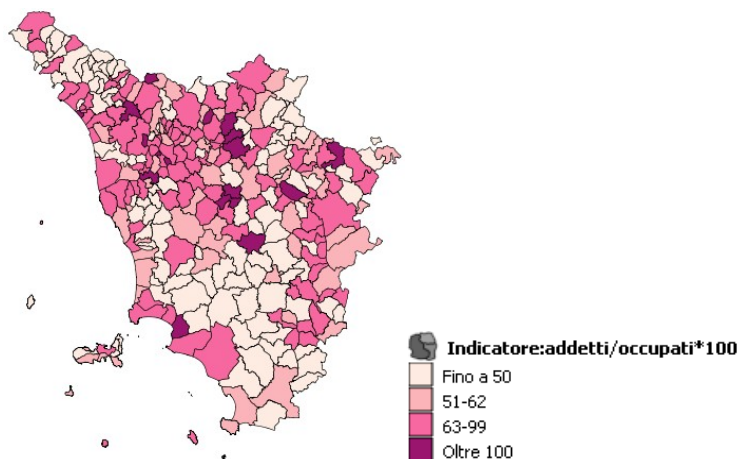 Indicatore:addetti/occupati*100
Fino a 50
51-62
63-99
Oltre 100